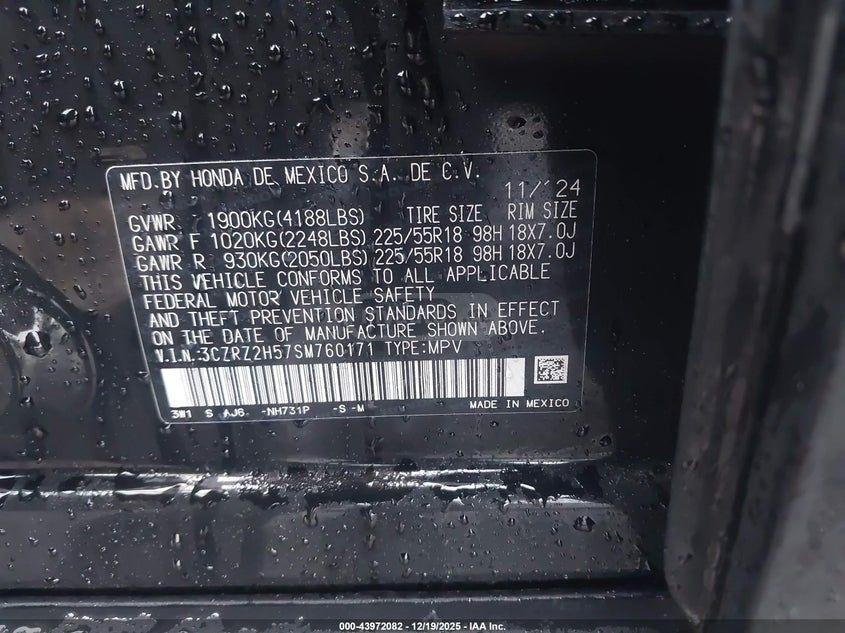 MFD.BY HONDA DE MEXICO S.A. DE C.V.
11/'24
GVWR 1900KG(4188LBS) TIRE SIZE RIM SIZE
GAWR F 1020KG(2248LBS) 225/55R18 98H 18X7.0J
GAWR R 930KG(2050LBS) 225/55R18 98H 18X7.0J
THIS VEHICLE CONFORMS TO ALL APPLICABLE
FEDERAL MOTOR VEHICLE SAFETY
AND THEFT PREVENTION STANDARDS IN EFFECT
ON THE DATE OF MANUFACTURE SHOWN ABOVE.
V.I.N.:3CZRZ2H57SM760171 TYPE:MPV
3W1 S AJ6 -NH731P -S -M
MADE IN MEXICO
000-43972082 - 12/19/2025 - IAA Inc.